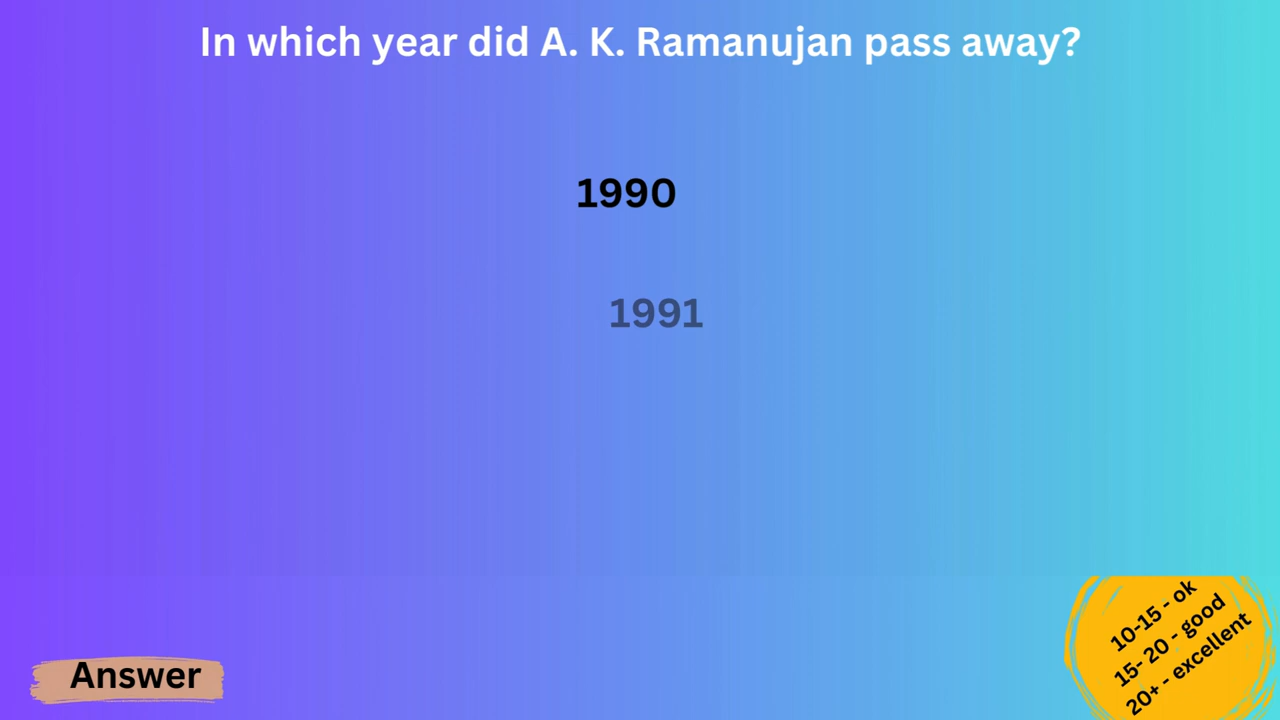 In which year did A. K. Ramanujan pass away?
1990
1991
Answer
10-15 - ok
15- 20 - good
20+ - excellent